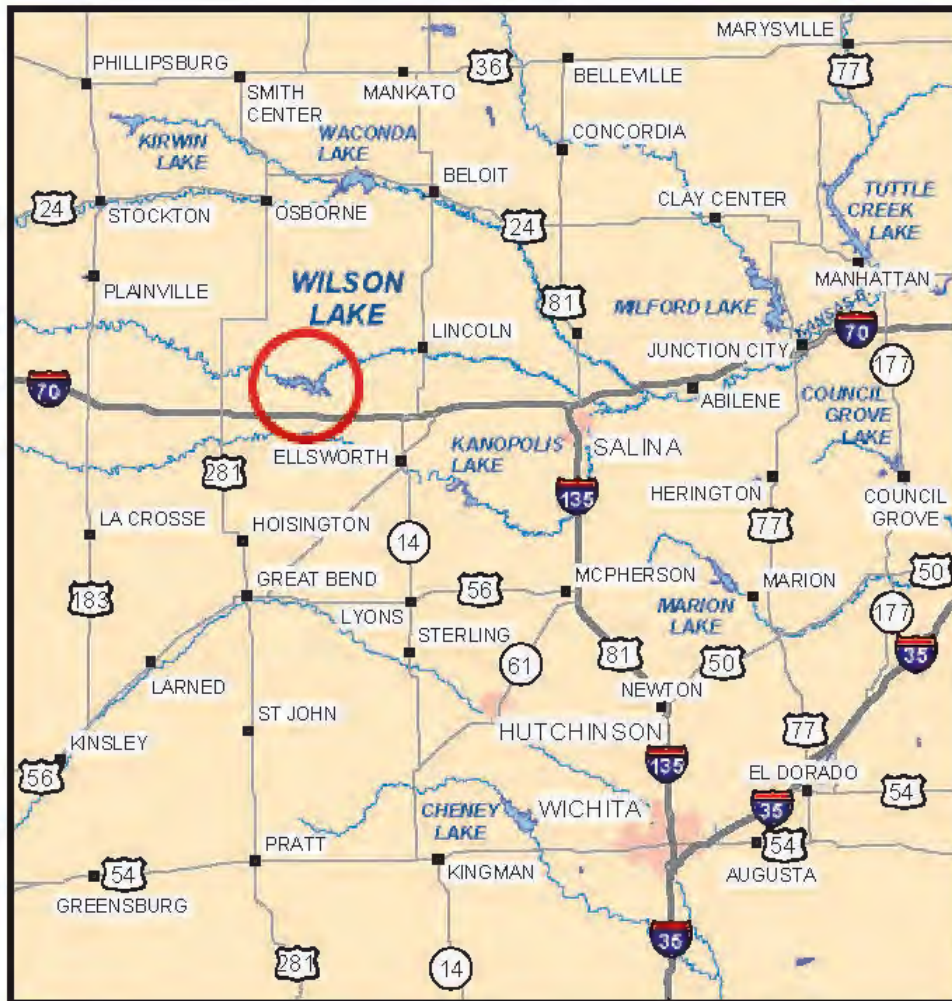 MARYSVILLE
PHILLIPSBURG
36
BELLEVILLE
77
SMITH
CENTER
MANKATO
KIRWIN
LAKE
WACONDA
LAKE
CONCORDIA
BELOIT
TUTTLE
CREEK
LAKE
24
STOCKTON
OSBORNE
CLAY CENTER
24
MANHATTAN
PLAINVILLE
WILSON
LAKE
81
MILFORD LAKE
KANSAS R.
70
LINCOLN
JUNCTION CITY
177
70
ABILENE
COUNCIL
GROVE
LAKE
ELLSWORTH
KANOPOLIS
LAKE
SALINA
281
135
HERINGTON
COUNCIL
GROVE
LA CROSSE
HOISINGTON
14
77
50
183
GREAT BEND
56
MCPHERSON
MARION
LYONS
MARION
LAKE
177
STERLING
61
81
50
35
LARNED
NEWTON
ST JOHN
HUTCHINSON
77
KINSLEY
56
135
EL DORADO
54
CHENEY
LAKE
WICHITA
35
PRATT
54
54
KINGMAN
AUGUSTA
GREENSBURG
35
281
14